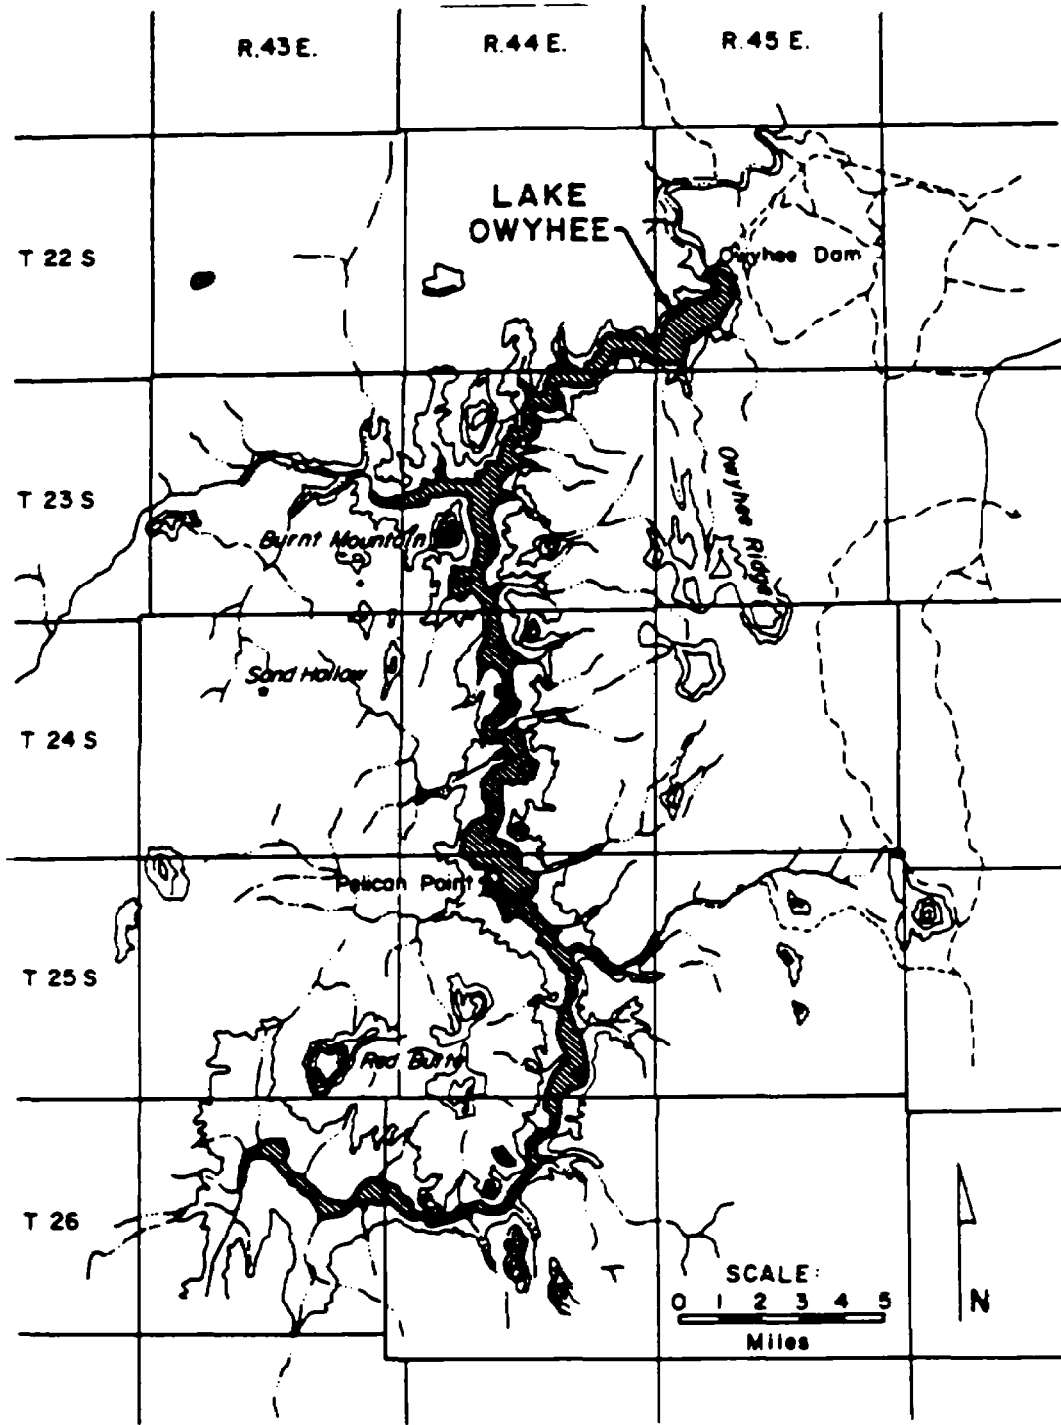 R.43 E.
R.44 E.
R.45 E.
LAKE
OWYHEE
T 22 S
Owyhee Dam
T 23 S
Owyhee Ridge
Burnt Mountain
Sand Hollow
T 24 S
Pelican Point
T 25 S
Red Butte
T 26
SCALE:
0 1 2 3 4 5
Miles
N